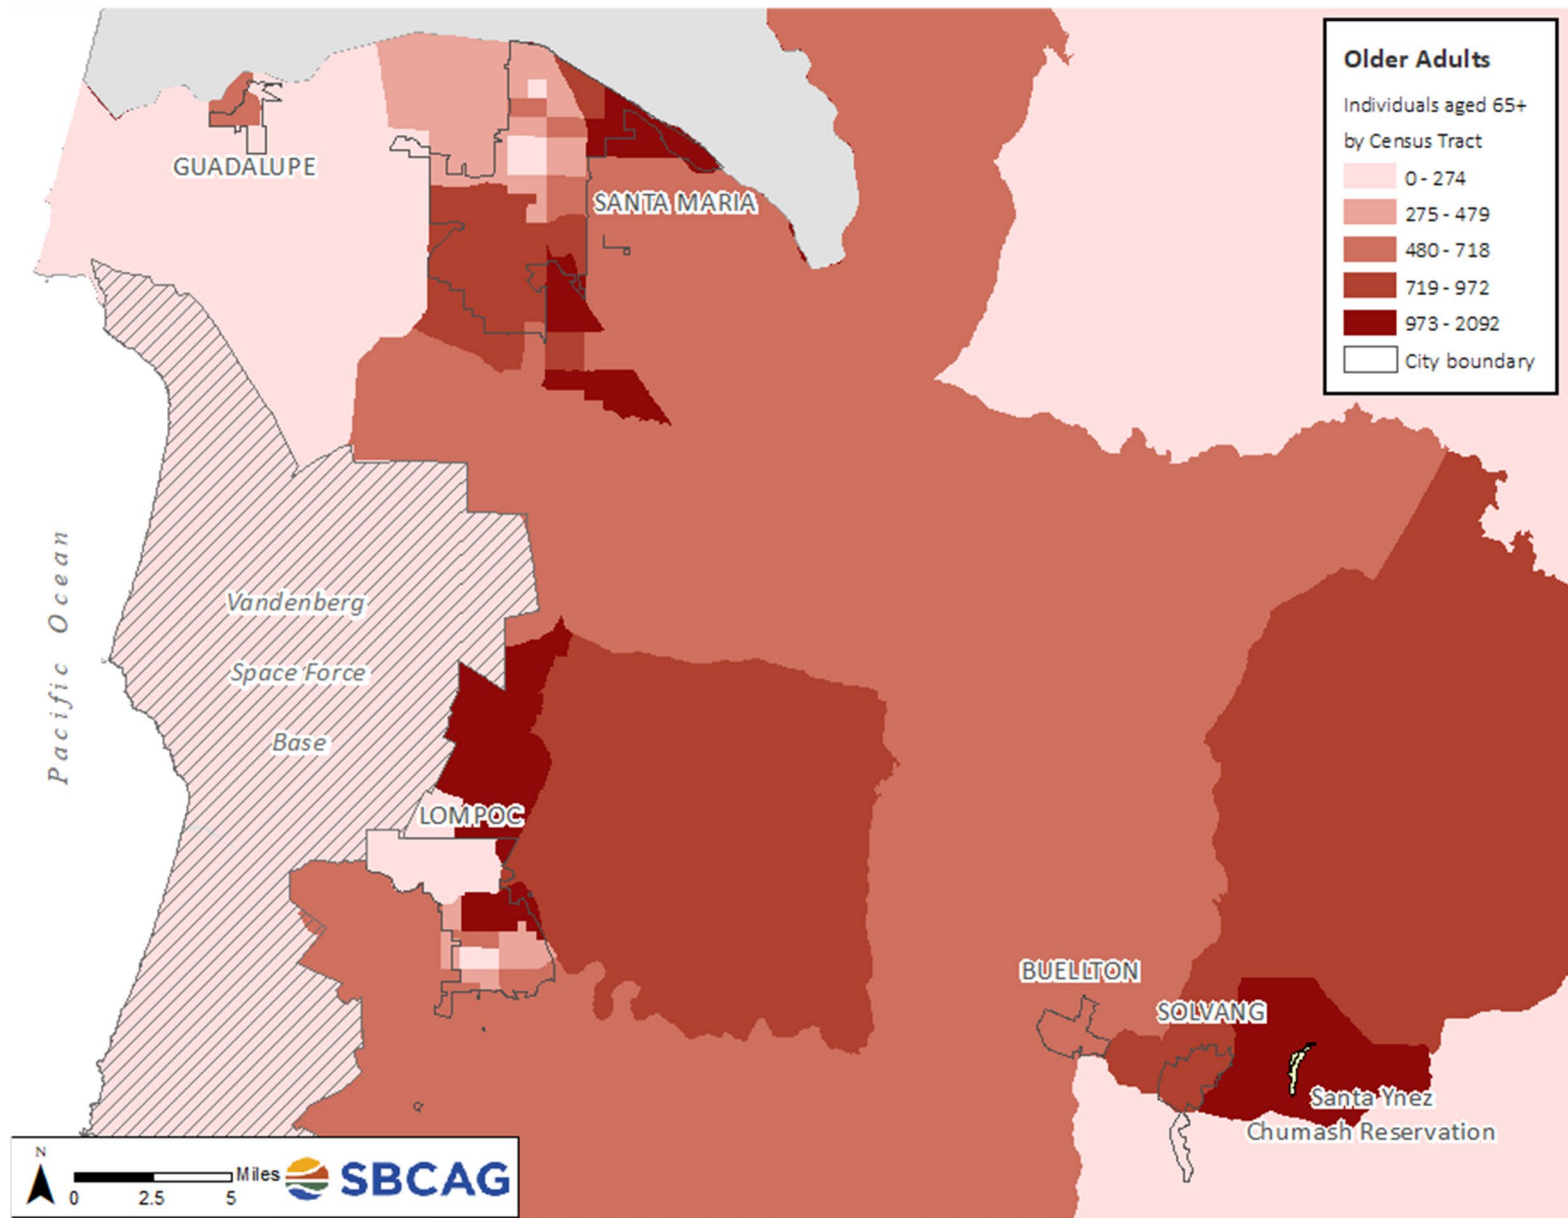 Older Adults
Individuals aged 65+
by Census Tract
0 - 274
275 - 479
480 - 718
719 - 972
973 - 2092
City boundary
GUADALUPE
SANTA MARIA
Pacific Ocean
Vandenberg
Space Force
Base
LOMPOC
BUELLTON
SOLVANG
Santa Ynez
Chumash Reservation
N
Miles
0 2.5 5
SBCAG